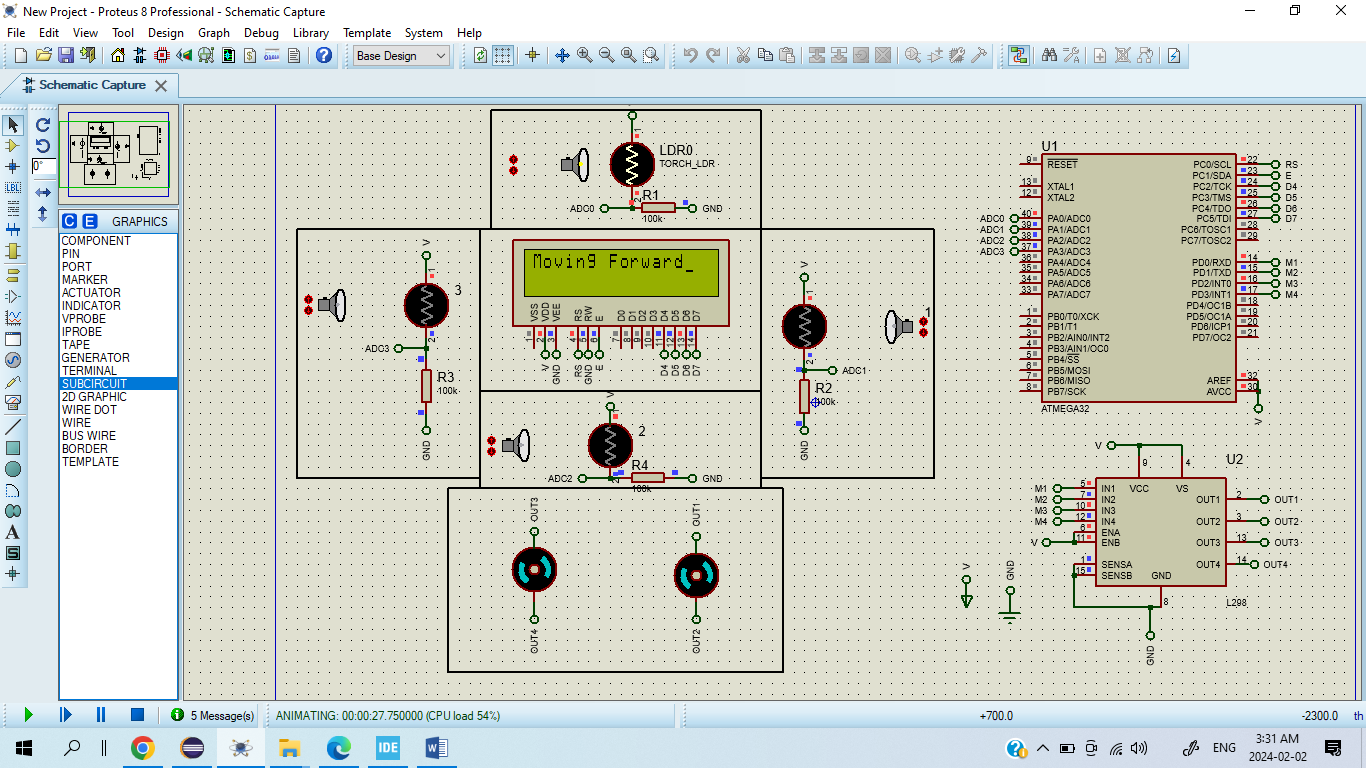 New Project - Proteus 8 Professional - Schematic Capture
File Edit View Tool Design Graph Debug Library Template System Help
Base Design
Schematic Capture
0°
LBL
C E GRAPHICS
COMPONENT
PIN
PORT
MARKER
ACTUATOR
INDICATOR
VPROBE
IPROBE
TAPE
GENERATOR
TERMINAL
SUBCIRCUIT
2D GRAPHIC
WIRE DOT
WIRE
BUS WIRE
BORDER
TEMPLATE
A
S
1
LDR0
TORCH_LDR
2
R1
ADC0
GND
100k
V
1
3
2
ADC3
R3
100k
GND
Moving Forward_
VSS VDD VEE RS RW E D0 D1 D2 D3 D4 D5 D6 D7
1 2 3 4 5 6 7 8 9 10 11 12 13 14
V GND RS GND E D4 D5 D6 D7
V
1
1
2
ADC1
R2
100k
GND
V
1
2
2
R4
ADC2
GND
100k
OUT3
OUT1
OUT4
OUT2
U1
9 RESET PC0/SCL 22 RS
PC1/SDA 23 E
13 XTAL1 PC2/TCK 24 D4
12 XTAL2 PC3/TMS 25 D5
PC4/TDO 26 D6
ADC0 40 PA0/ADC0 PC5/TDI 27 D7
ADC1 39 PA1/ADC1 PC6/TOSC1 28
ADC2 38 PA2/ADC2 PC7/TOSC2 29
ADC3 37 PA3/ADC3
36 PA4/ADC4 PD0/RXD 14 M1
35 PA5/ADC5 PD1/TXD 15 M2
34 PA6/ADC6 PD2/INT0 16 M3
33 PA7/ADC7 PD3/INT1 17 M4
PD4/OC1B 18
1 PB0/T0/XCK PD5/OC1A 19
2 PB1/T1 PD6/ICP1 20
3 PB2/AIN0/INT2 PD7/OC2 21
4 PB3/AIN1/OC0
5 PB4/SS
6 PB5/MOSI
7 PB6/MISO AREF 32
8 PB7/SCK AVCC 30
ATMEGA32
V
V
9 4
U2
M1 5 IN1 VCC VS
M2 7 IN2 OUT1 2 OUT1
M3 10 IN3
M4 12 IN4 OUT2 3 OUT2
6 ENA
V 11 ENB OUT3 13 OUT3
1 SENSA OUT4 14 OUT4
15 SENSB GND
8
L298
GND
V
GND
5 Message(s)
ANIMATING: 00:00:27.750000 (CPU load 54%)
+700.0
-2300.0
th
IDE
ENG
3:31 AM
2024-02-02